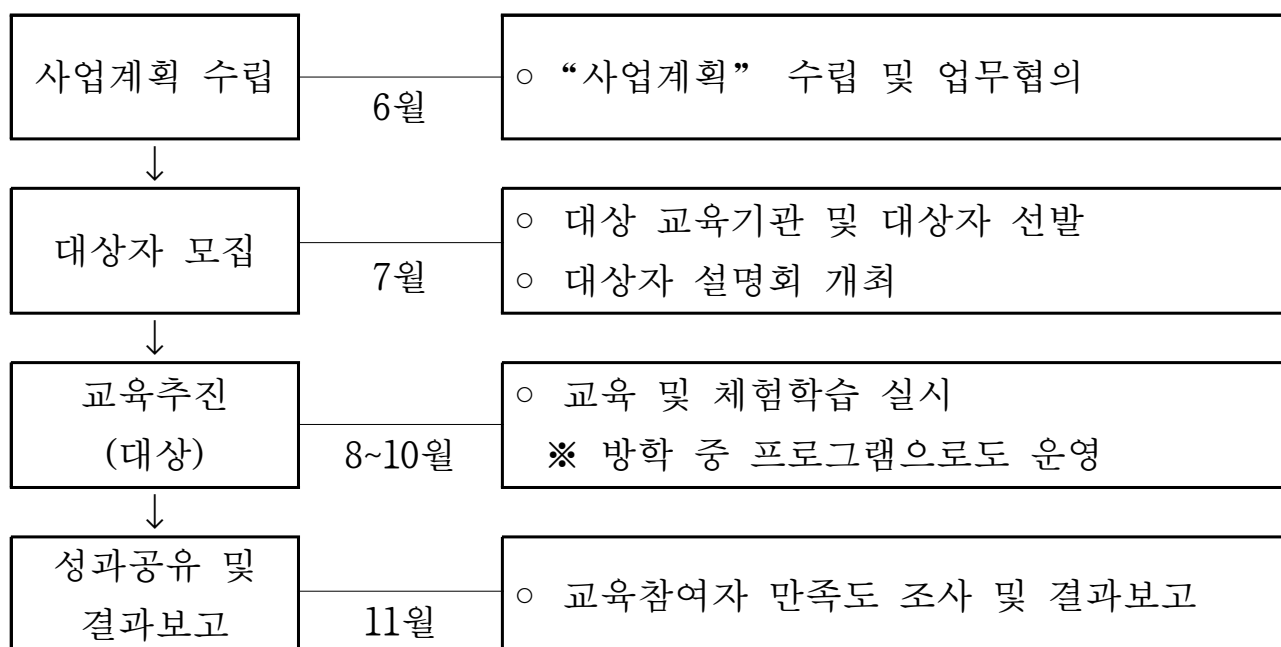 사업계획 수립
6월
○ “사업계획” 수립 및 업무협의
↓
대상자 모집
7월
○ 대상 교육기관 및 대상자 선발
○ 대상자 설명회 개최
↓
교육추진
(대상)
8~10월
○ 교육 및 체험학습 실시
※ 방학 중 프로그램으로도 운영
↓
성과공유 및
결과보고
11월
○ 교육참여자 만족도 조사 및 결과보고